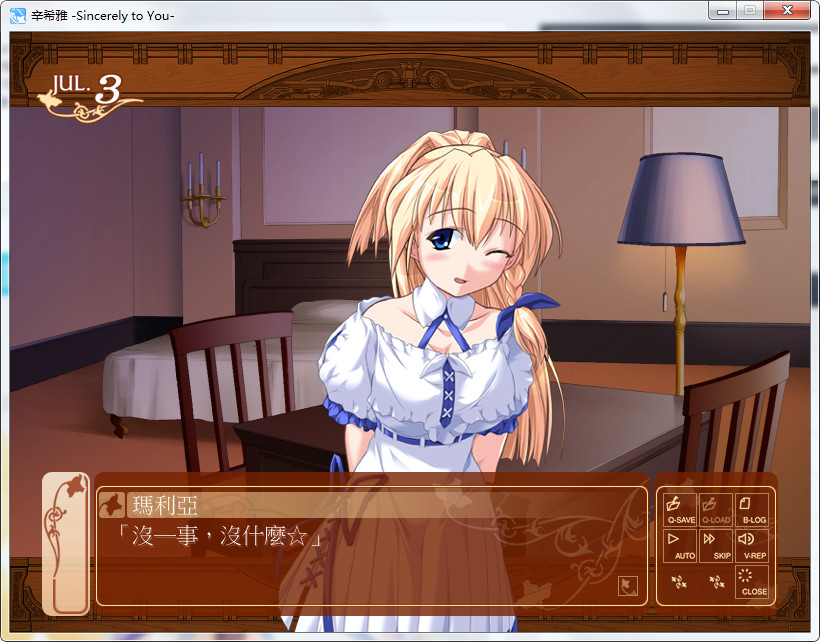 辛希雅 -Sincerely to You-
JUL. 3
瑪利亞
「沒—事，沒什麼☆」
Q-SAVE
Q-LOAD
B-LOG
AUTO
SKIP
V-REP
CLOSE